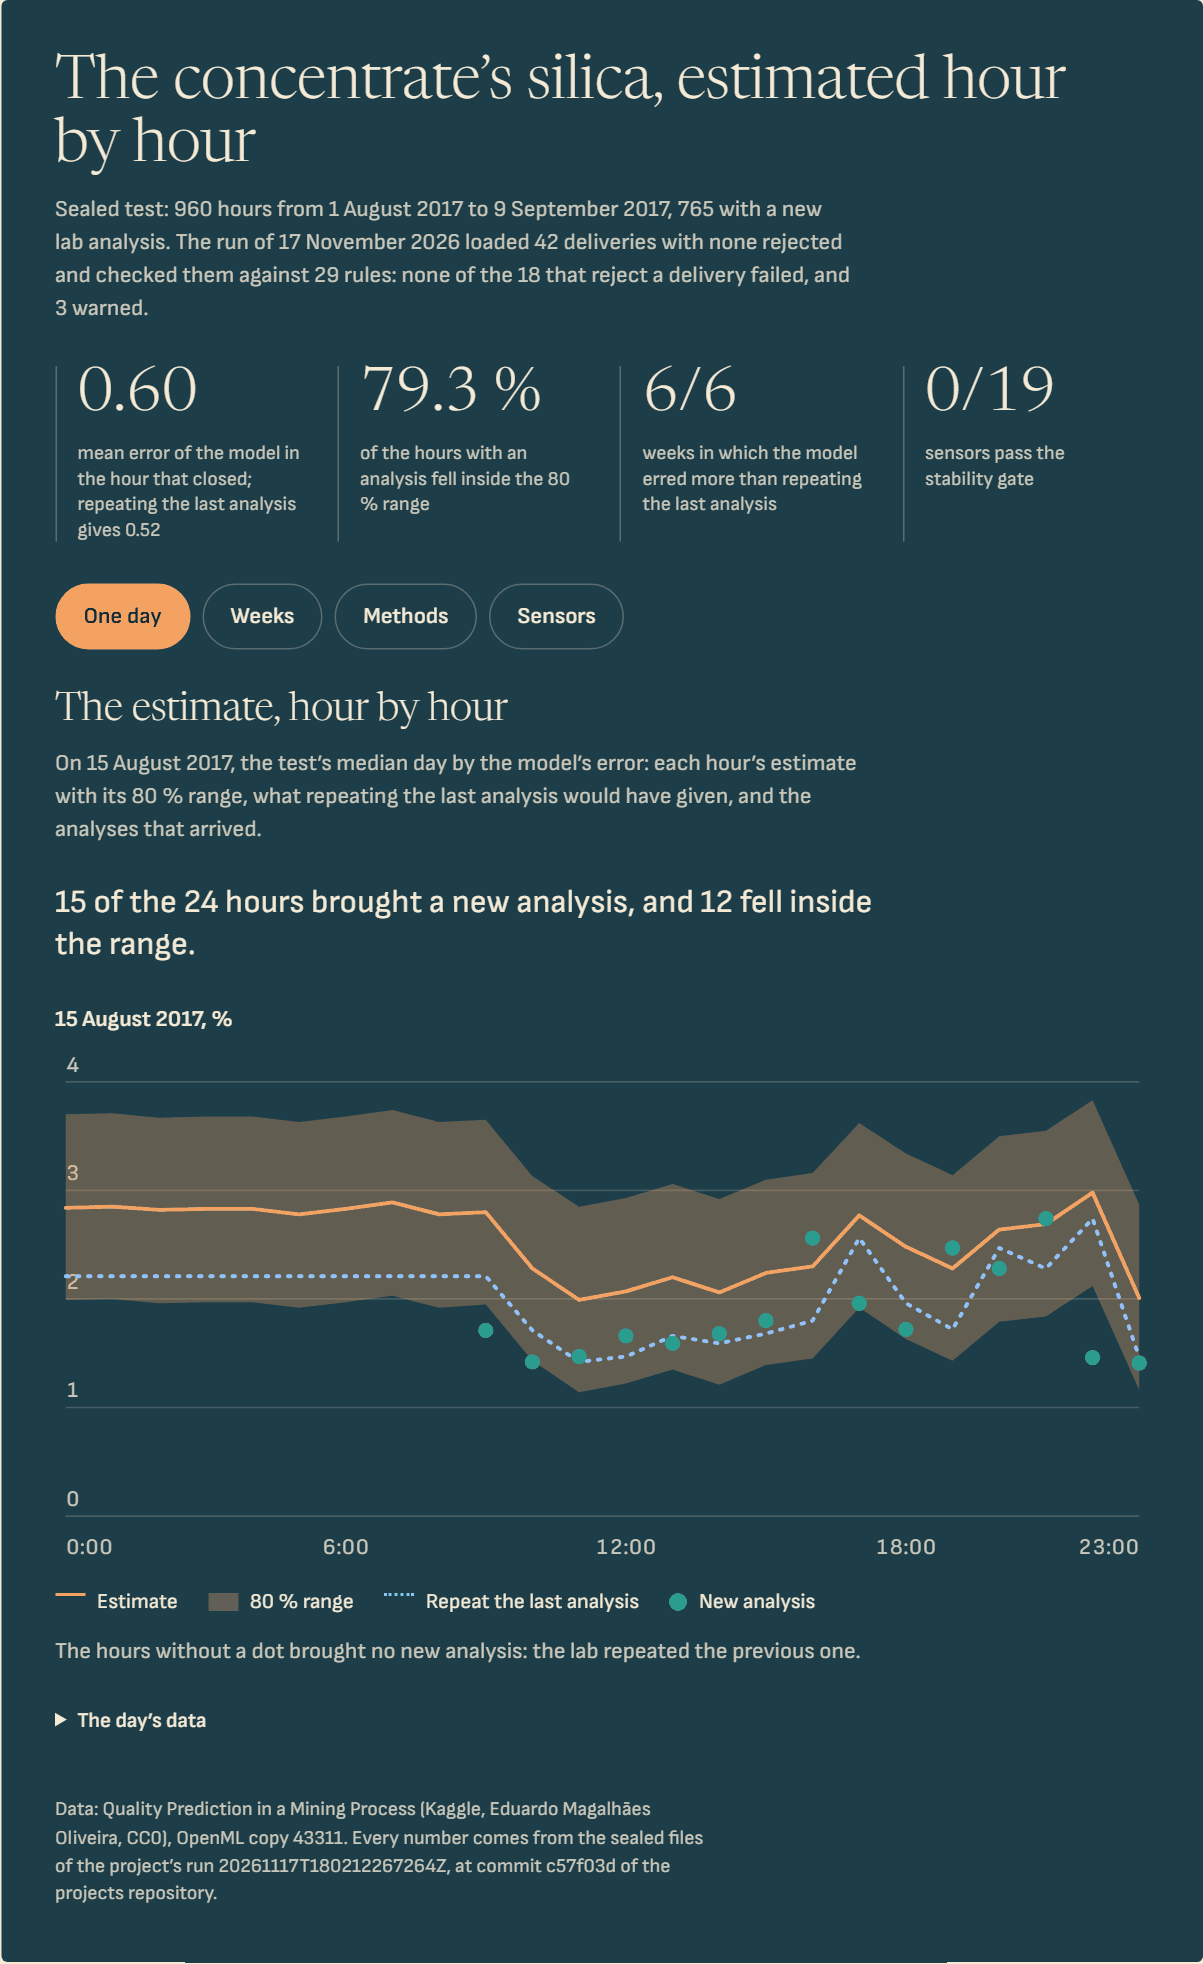 The concentrate’s silica, estimated hour
by hour
Sealed test: 960 hours from 1 August 2017 to 9 September 2017, 765 with a new
lab analysis. The run of 17 November 2026 loaded 42 deliveries with none rejected
and checked them against 29 rules: none of the 18 that reject a delivery failed, and
3 warned.
0.60
mean error of the model in
the hour that closed;
repeating the last analysis
gives 0.52
79.3 %
of the hours with an
analysis fell inside the 80
% range
6/6
weeks in which the model
erred more than repeating
the last analysis
0/19
sensors pass the
stability gate
One day
Weeks
Methods
Sensors
The estimate, hour by hour
On 15 August 2017, the test’s median day by the model’s error: each hour’s estimate
with its 80 % range, what repeating the last analysis would have given, and the
analyses that arrived.
15 of the 24 hours brought a new analysis, and 12 fell inside
the range.
15 August 2017, %
4
3
2
1
0
0:00 6:00 12:00 18:00 23:00
Estimate 80 % range Repeat the last analysis New analysis
The hours without a dot brought no new analysis: the lab repeated the previous one.
▶ The day’s data
Data: Quality Prediction in a Mining Process (Kaggle, Eduardo Magalhães
Oliveira, CC0), OpenML copy 43311. Every number comes from the sealed files
of the project’s run 20261117T180212267264Z, at commit c57f03d of the
projects repository.